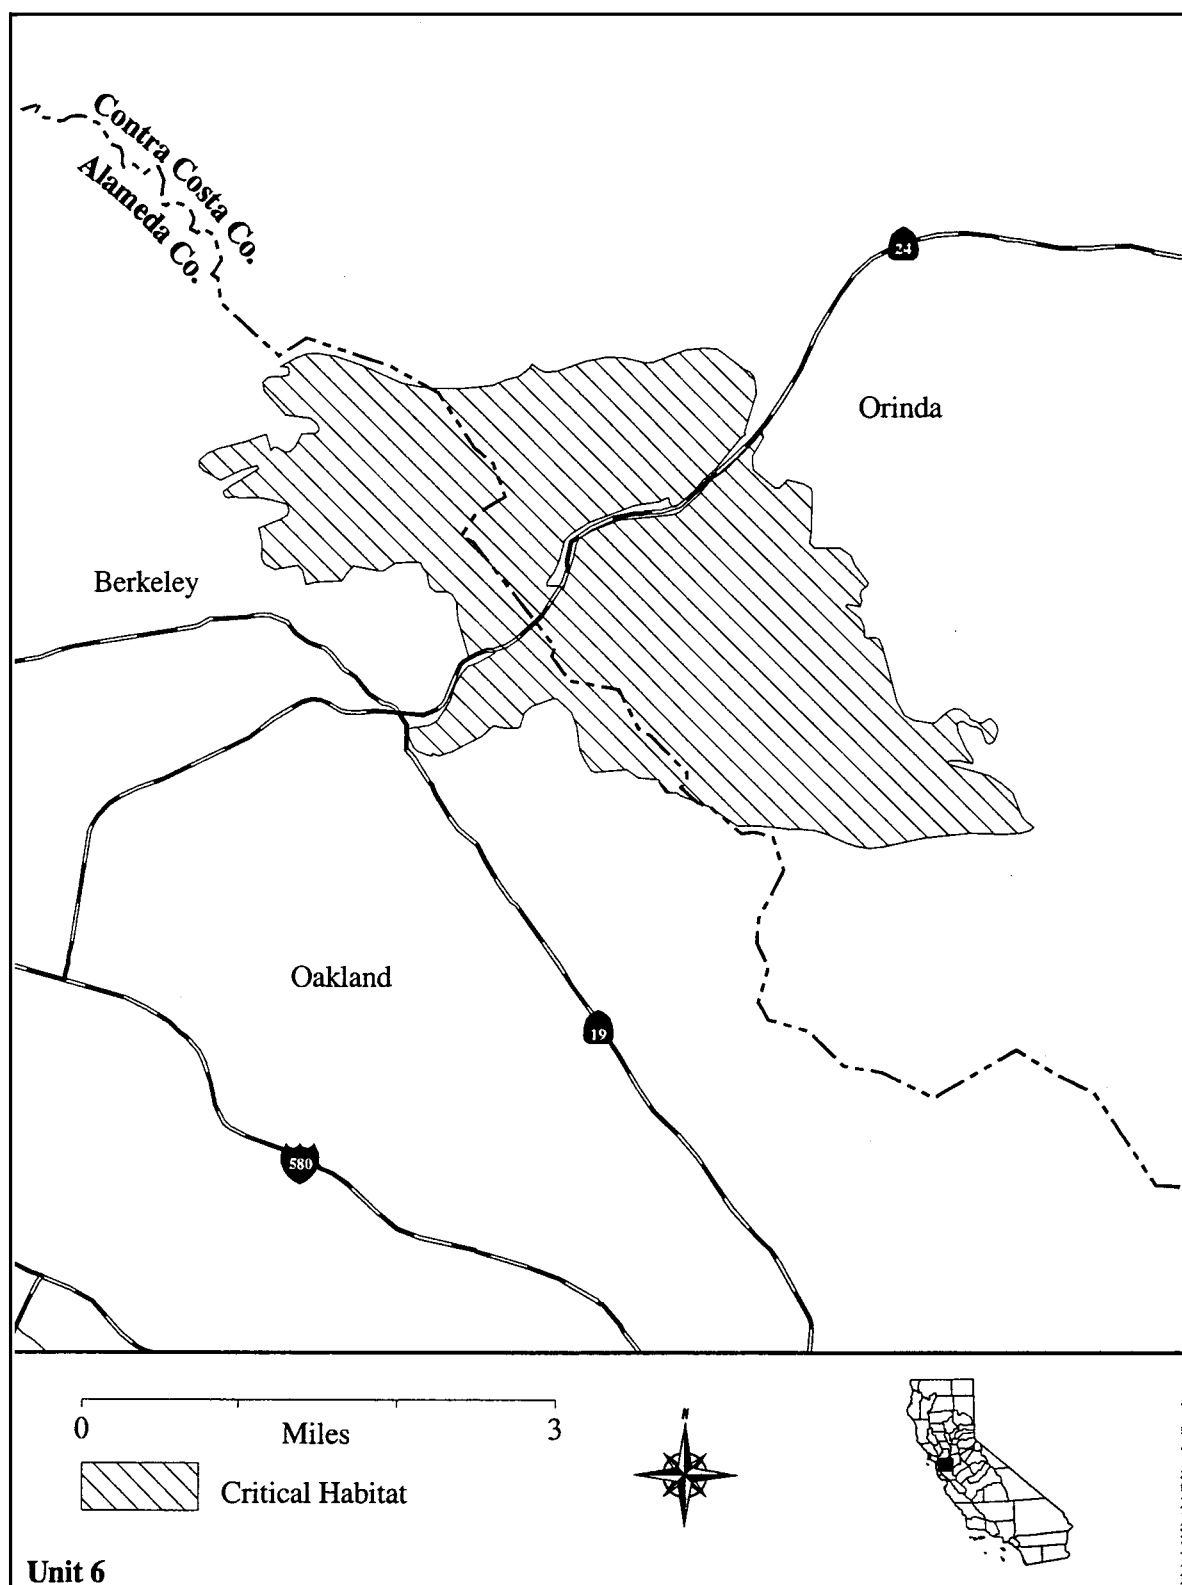 Contra Costa Co.
Alameda Co.
24
Orinda
Berkeley
Oakland
19
580
0
3
Miles
N
Critical Habitat
Unit 6